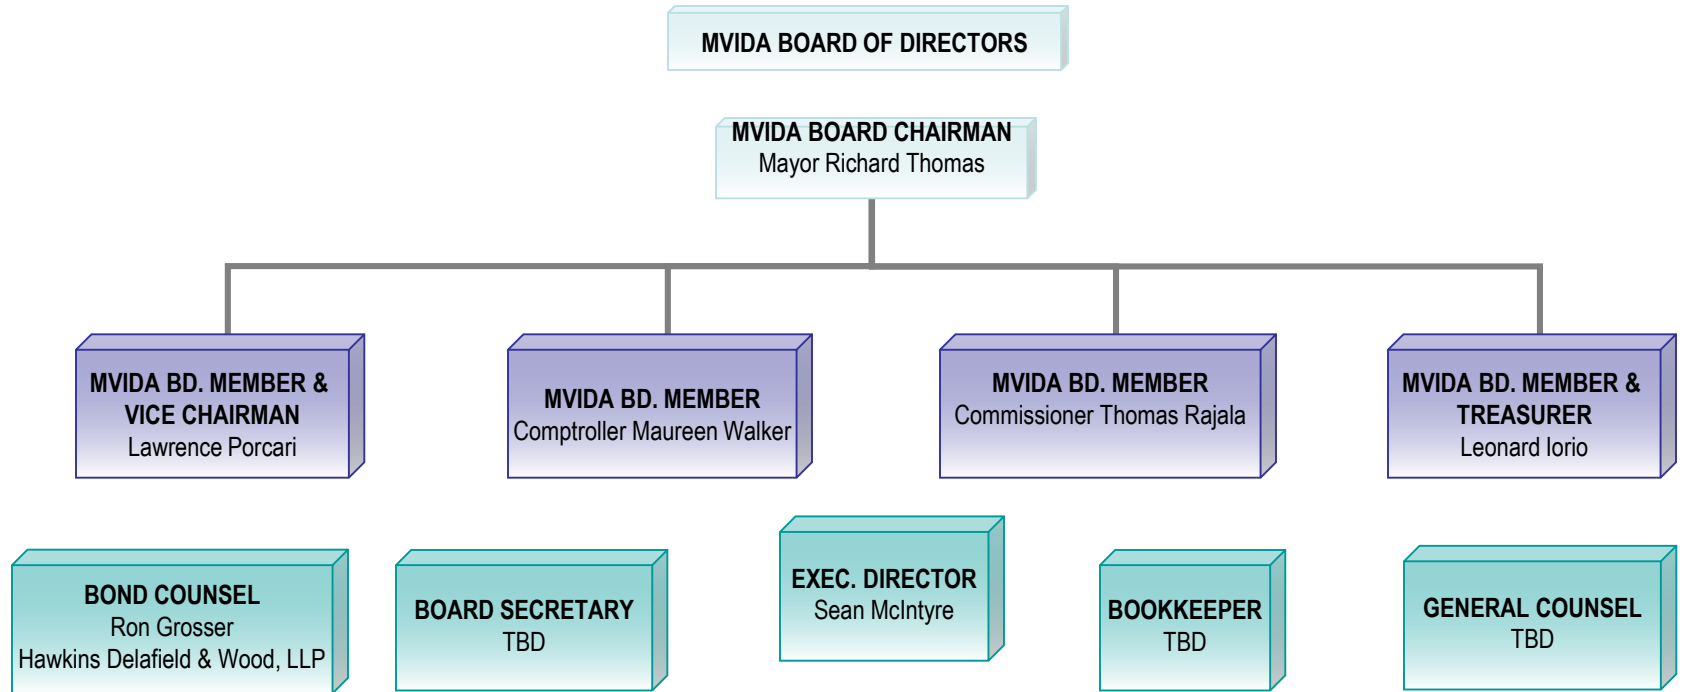 MVIDA BOARD OF DIRECTORS
MVIDA BOARD CHAIRMAN
Mayor Richard Thomas
MVIDA BD. MEMBER &
VICE CHAIRMAN
Lawrence Porcari
MVIDA BD. MEMBER
Comptroller Maureen Walker
MVIDA BD. MEMBER
Commissioner Thomas Rajala
MVIDA BD. MEMBER &
TREASURER
Leonard Iorio
BOND COUNSEL
Ron Grosser
Hawkins Delafield & Wood, LLP
BOARD SECRETARY
TBD
EXEC. DIRECTOR
Sean McIntyre
BOOKKEEPER
TBD
GENERAL COUNSEL
TBD